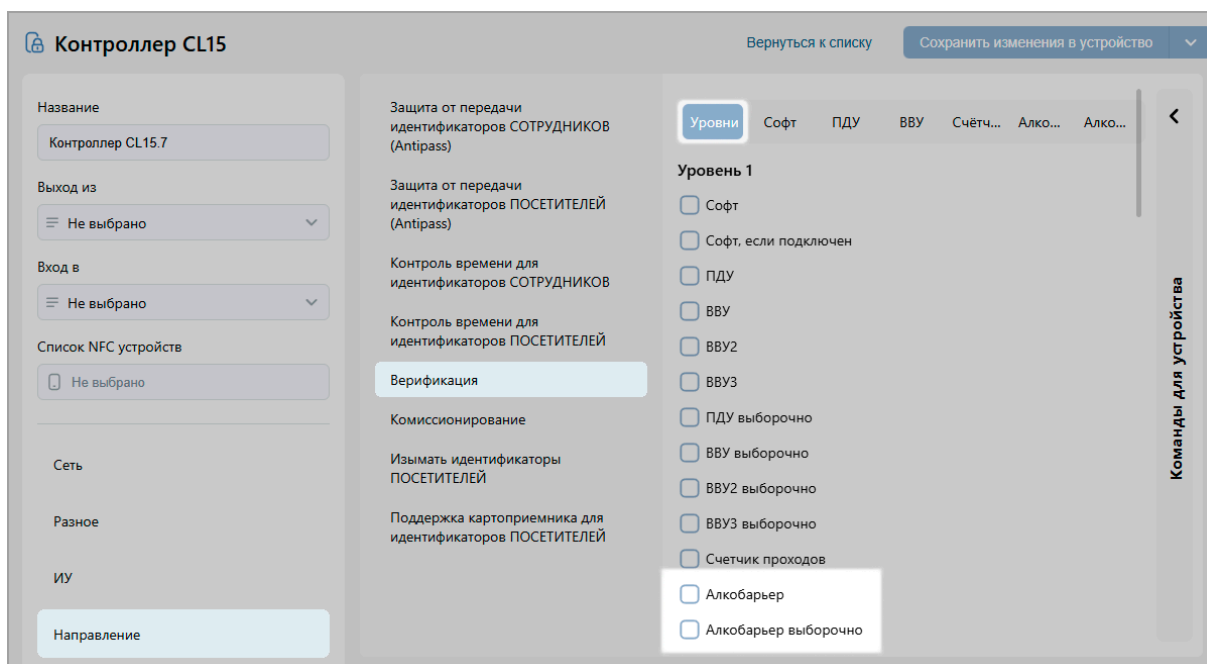 Контроллер CL15
Вернуться к списку
Сохранить изменения в устройство
Название
Контроллер CL15.7
Выход из
Не выбрано
Вход в
Не выбрано
Список NFC устройств
Не выбрано
Сеть
Разное
ИУ
Направление
Защита от передачи
идентификаторов СОТРУДНИКОВ
(Antipass)
Защита от передачи
идентификаторов ПОСЕТИТЕЛЕЙ
(Antipass)
Контроль времени для
идентификаторов СОТРУДНИКОВ
Контроль времени для
идентификаторов ПОСЕТИТЕЛЕЙ
Верификация
Комиссионирование
Изымать идентификаторы
ПОСЕТИТЕЛЕЙ
Поддержка картоприемника для
идентификаторов ПОСЕТИТЕЛЕЙ
Уровни Софт ПДУ ВВУ Счётч... Алко... Алко...
Уровень 1
Софт
Софт, если подключен
ПДУ
ВВУ
ВВУ2
ВВУ3
ПДУ выборочно
ВВУ выборочно
ВВУ2 выборочно
ВВУ3 выборочно
Счетчик проходов
Алкобарьер
Алкобарьер выборочно
Команды для устройства